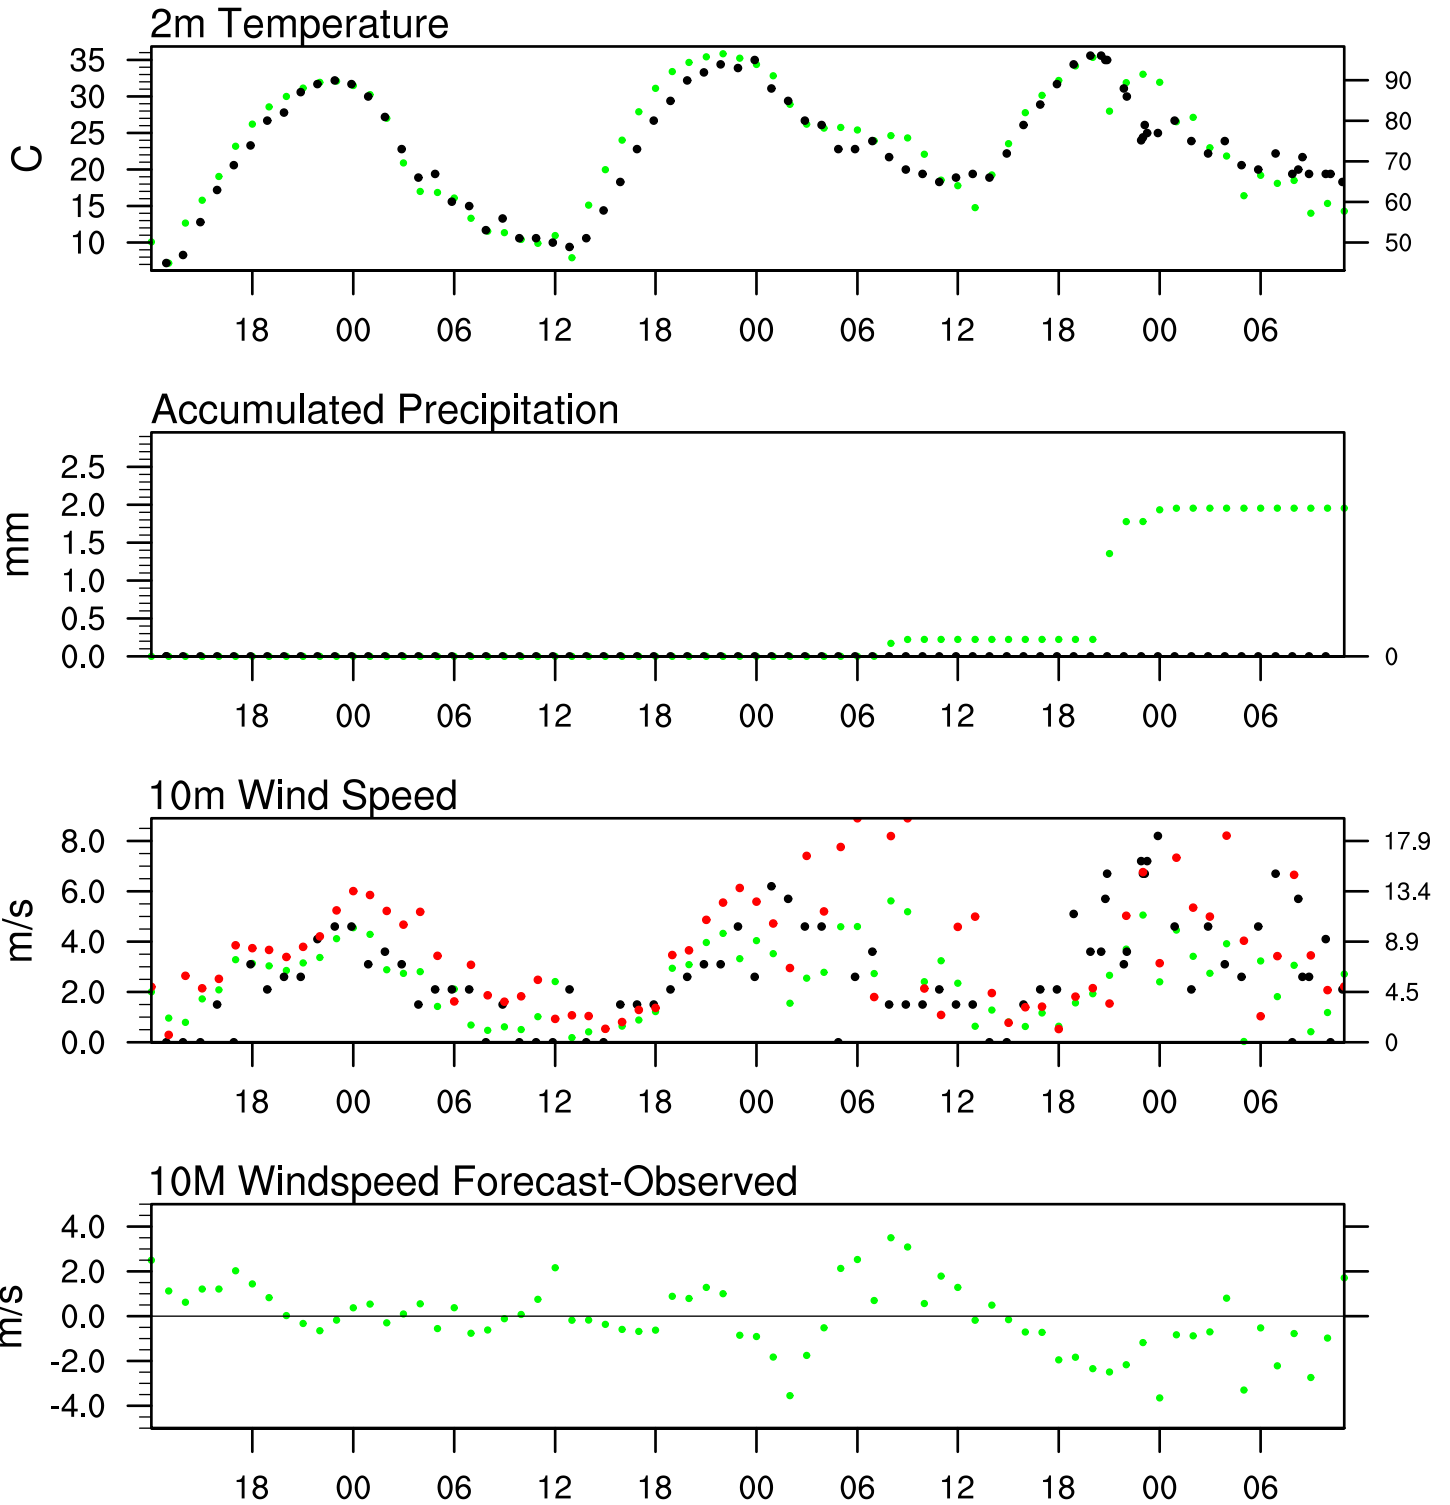 2m Temperature
35
30
25
20
15
10
C
90
80
70
60
50
18 00 06 12 18 00 06 12 18 00 06
Accumulated Precipitation
2.5
2.0
1.5
1.0
0.5
0.0
mm
0
18 00 06 12 18 00 06 12 18 00 06
10m Wind Speed
8.0
6.0
4.0
2.0
0.0
m/s
17.9
13.4
8.9
4.5
0
18 00 06 12 18 00 06 12 18 00 06
10M Windspeed Forecast-Observed
4.0
2.0
0.0
-2.0
-4.0
m/s
18 00 06 12 18 00 06 12 18 00 06